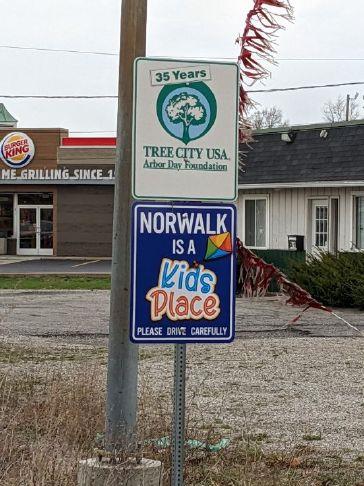 35 Years
TREE CITY USA.
Arbor Day Foundation
BURGER
KING
ME GRILLING SINCE
NORWALK
IS A
Kids
Place
PLEASE DRIVE CAREFULLY